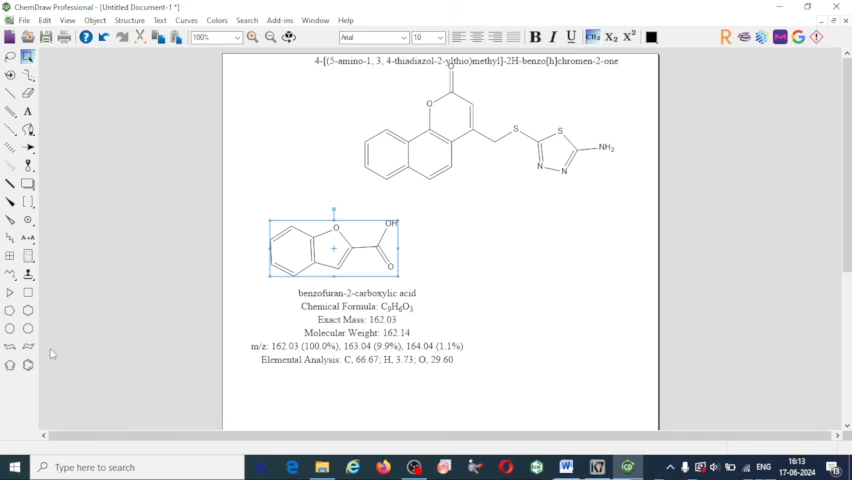 ChemDraw Professional - [Untitled Document-1 *]
File Edit View Object Structure Text Curves Colors Search Add-ins Window Help
100% Arial 10 B I U CH2 X2 X2
4-[(5-amino-1, 3, 4-thiadiazol-2-ylthio)methyl]-2H-benzo[h]chromen-2-one
O
O
S
S
NH2
N
N
O
OH
O
benzofuran-2-carboxylic acid
Chemical Formula: C9H6O3
Exact Mass: 162.03
Molecular Weight: 162.14
m/z: 162.03 (100.0%), 163.04 (9.9%), 164.04 (1.1%)
Elemental Analysis: C, 66.67; H, 3.73; O, 29.60
Type here to search
ENG
16:13
17-06-2024